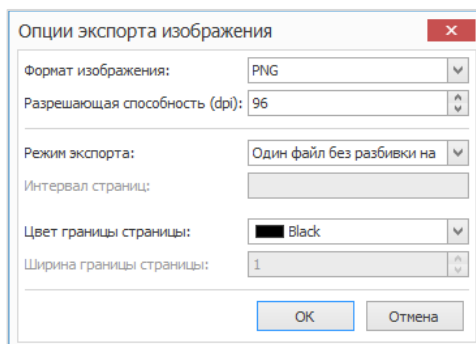 Опции экспорта изображения
Формат изображения: PNG
Разрешающая способность (dpi): 96
Режим экспорта: Один файл без разбивки на
Интервал страниц:
Цвет границы страницы: Black
Ширина границы страницы: 1
ОК Отмена